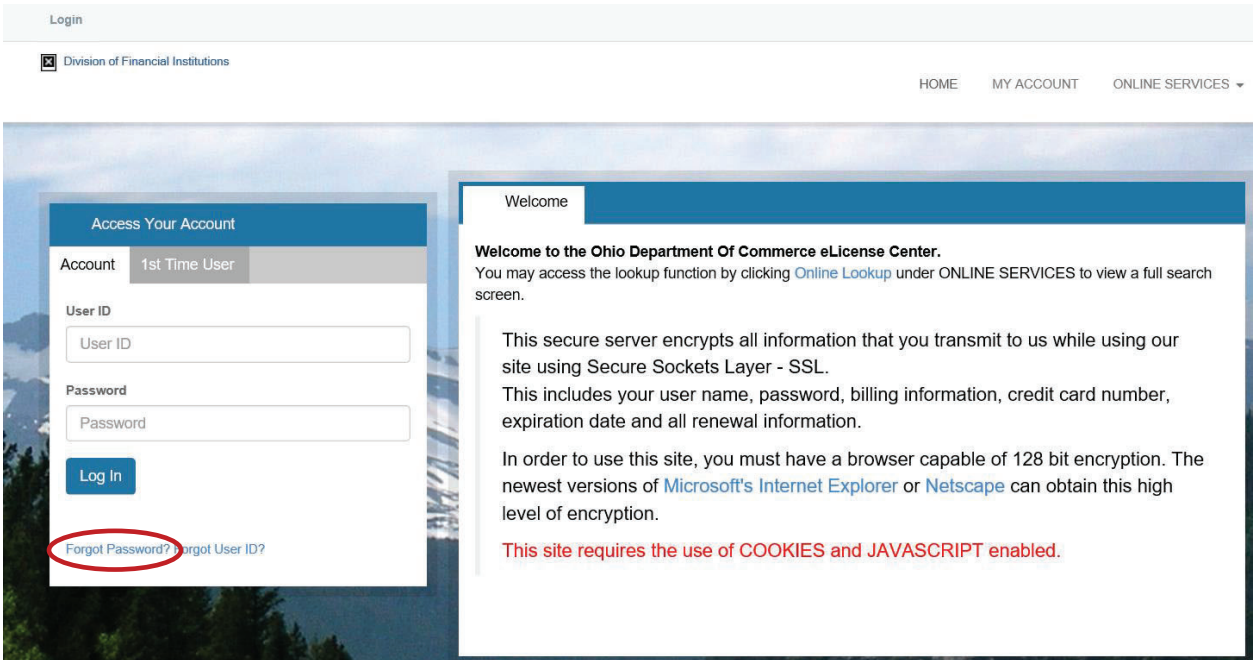 Login
Division of Financial Institutions
HOME MY ACCOUNT ONLINE SERVICES
Access Your Account
Account 1st Time User
User ID
User ID
Password
Password
Log In
Forgot Password? Forgot User ID?
Welcome
Welcome to the Ohio Department Of Commerce eLicense Center.
You may access the lookup function by clicking Online Lookup under ONLINE SERVICES to view a full search
screen.
This secure server encrypts all information that you transmit to us while using our
site using Secure Sockets Layer - SSL.
This includes your user name, password, billing information, credit card number,
expiration date and all renewal information.
In order to use this site, you must have a browser capable of 128 bit encryption. The
newest versions of Microsoft's Internet Explorer or Netscape can obtain this high
level of encryption.
This site requires the use of COOKIES and JAVASCRIPT enabled.